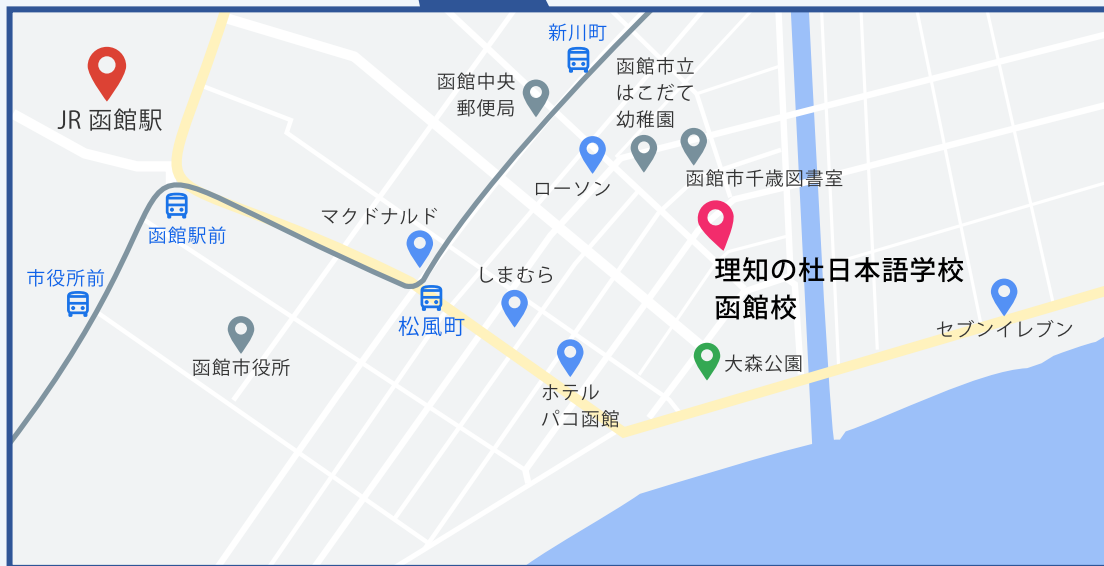 新川町
函館中央
郵便局
函館市立
はこだて
幼稚園
JR 函館駅
ローソン
函館市千歳図書室
マクドナルド
函館駅前
市役所前
理知の杜日本語学校
函館校
しまむら
松風町
セブンイレブン
函館市役所
大森公園
ホテル
パコ函館